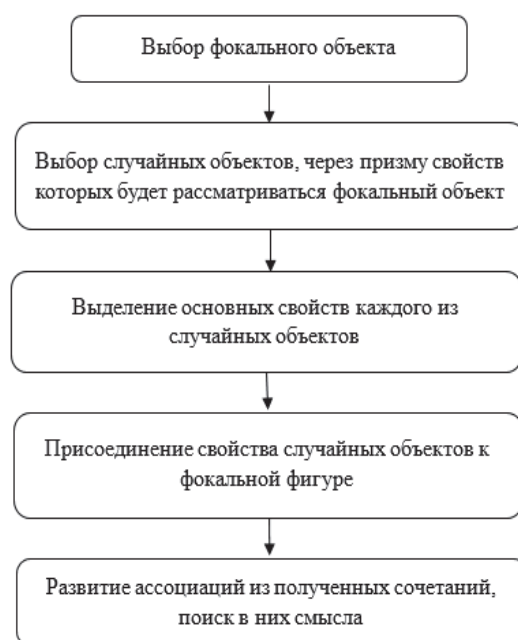 Выбор фокального объекта
Выбор случайных объектов, через призму свойств
которых будет рассматриваться фокальный объект
Выделение основных свойств каждого из
случайных объектов
Присоединение свойства случайных объектов к
фокальной фигуре
Развитие ассоциаций из полученных сочетаний,
поиск в них смысла